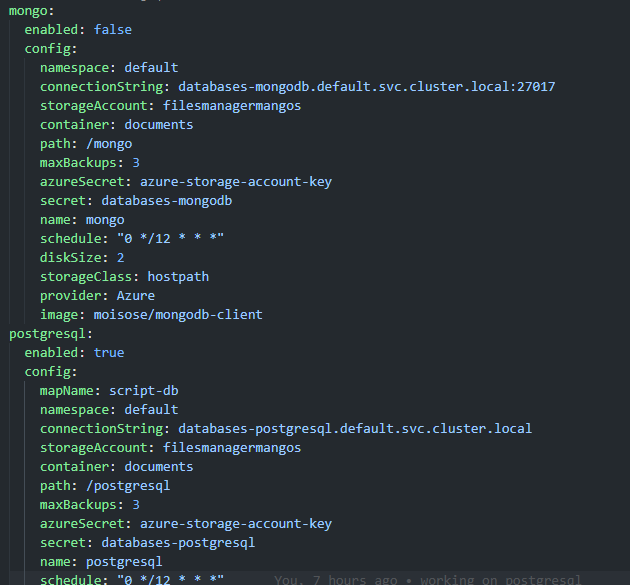 mongo:
  enabled: false
  config:
    namespace: default
    connectionString: databases-mongodb.default.svc.cluster.local:27017
    storageAccount: filesmanagermangos
    container: documents
    path: /mongo
    maxBackups: 3
    azureSecret: azure-storage-account-key
    secret: databases-mongodb
    name: mongo
    schedule: "0 */12 * * *"
    diskSize: 2
    storageClass: hostpath
    provider: Azure
    image: moisose/mongodb-client
postgresql:
  enabled: true
  config:
    mapName: script-db
    namespace: default
    connectionString: databases-postgresql.default.svc.cluster.local
    storageAccount: filesmanagermangos
    container: documents
    path: /postgresql
    maxBackups: 3
    azureSecret: azure-storage-account-key
    secret: databases-postgresql
    name: postgresql
    schedule: "0 */12 * * *" You, 7 hours ago • working on postgresql